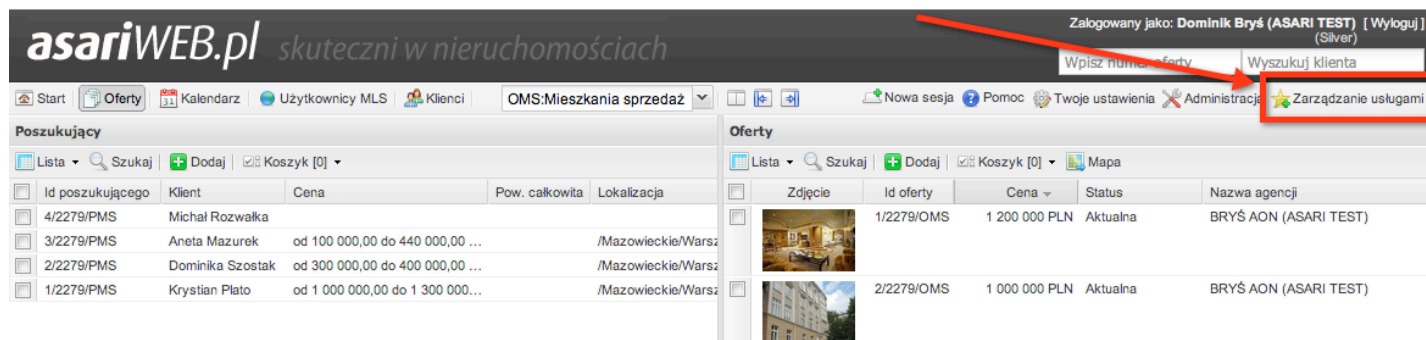 Zalogowany jako: Dominik Bryś (ASARI TEST) [ Wyloguj ]
(Silver)
asariWEB.pl skuteczni w nieruchomościach
Wpisz numer oferty Wyszukuj klienta
Start Oferty Kalendarz Użytkownicy MLS Klienci OMS:Mieszkania sprzedaż Nowa sesja Pomoc Twoje ustawienia Administracja Zarządzanie usługami
Poszukujący
Lista Szukaj Dodaj Koszyk [0]
Id poszukującego Klient Cena Pow. całkowita Lokalizacja
4/2279/PMS Michał Rozwałka
3/2279/PMS Aneta Mazurek od 100 000,00 do 440 000,00 ... /Mazowieckie/Warsz
2/2279/PMS Dominika Szostak od 300 000,00 do 400 000,00 ... /Mazowieckie/Warsz
1/2279/PMS Krystian Plato od 1 000 000,00 do 1 300 000... /Mazowieckie/Warsz
Oferty
Lista Szukaj Dodaj Koszyk [0] Mapa
Zdjęcie Id oferty Cena Status Nazwa agencji
1/2279/OMS 1 200 000 PLN Aktualna BRYŚ AON (ASARI TEST)
2/2279/OMS 1 000 000 PLN Aktualna BRYŚ AON (ASARI TEST)